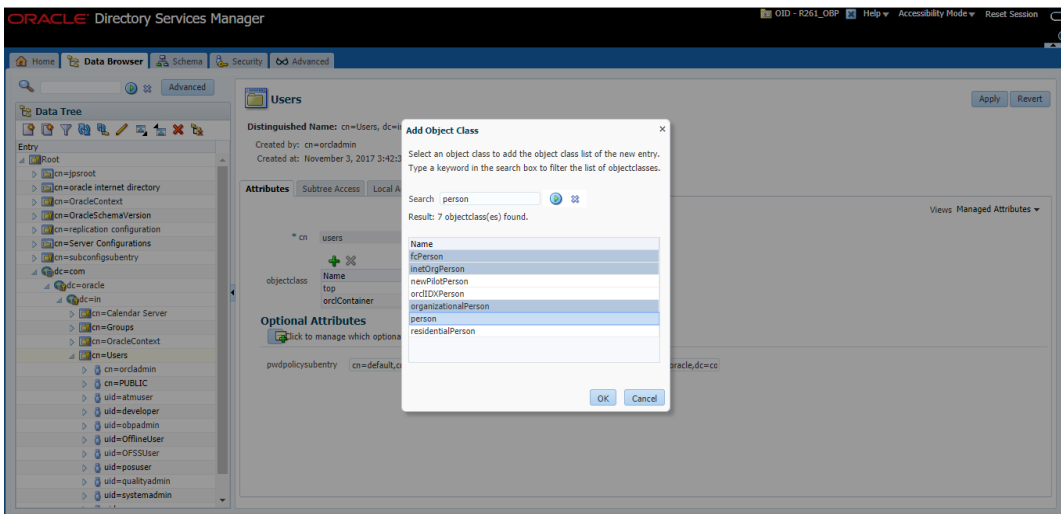 ORACLE® Directory Services Manager
OID - R261_OBP Help Accessibility Mode Reset Session
Home Data Browser Schema Security Advanced
Advanced
Data Tree
Entry
Root
cn=jpsroot
cn=oracle internet directory
cn=OracleContext
cn=OracleSchemaVersion
cn=replication configuration
cn=Server Configurations
cn=subconfigsubentry
dc=com
dc=oracle
dc=in
cn=Calendar Server
cn=Groups
cn=OracleContext
cn=Users
cn=orcladmin
cn=PUBLIC
uid=atmuser
uid=developer
uid=obpadmin
uid=OfflineUser
uid=OFSSUser
uid=posuser
uid=qualityadmin
uid=systemadmin
Users
Apply Revert
Distinguished Name: cn=Users, dc=i
Created by: cn=orcladmin
Created at: November 3, 2017 3:42:3
Attributes Subtree Access Local A
Views Managed Attributes
* cn users
objectclass
Name
top
orclContainer
Optional Attributes
Click to manage which optiona
pwdpolicysubentry cn=default,c
oracle,dc=co
Add Object Class
Select an object class to add the object class list of the new entry.
Type a keyword in the search box to filter the list of objectclasses.
Search person
Result: 7 objectclass(es) found.
Name
fcPerson
inetOrgPerson
newPilotPerson
orclIDXPerson
organizationalPerson
person
residentialPerson
OK Cancel